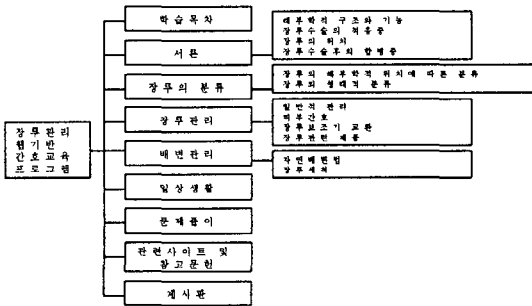 학습목차
서론
해부학적 구조와 기능
장루수술의 적응증
장루의 위치
장루수술후의 합병증
장루의 분류
장루의 해부학적 위치에 따른 분류
장루의 형태적 분류
장루관리
일반적 관리
피부간호
장루보조기 교환
장루관련 제품
장루관리
웹기반
간호교육
프로그램
배변관리
자연배변법
장루세척
일상생활
문제풀이
관련사이트 및
참고문헌
게시판